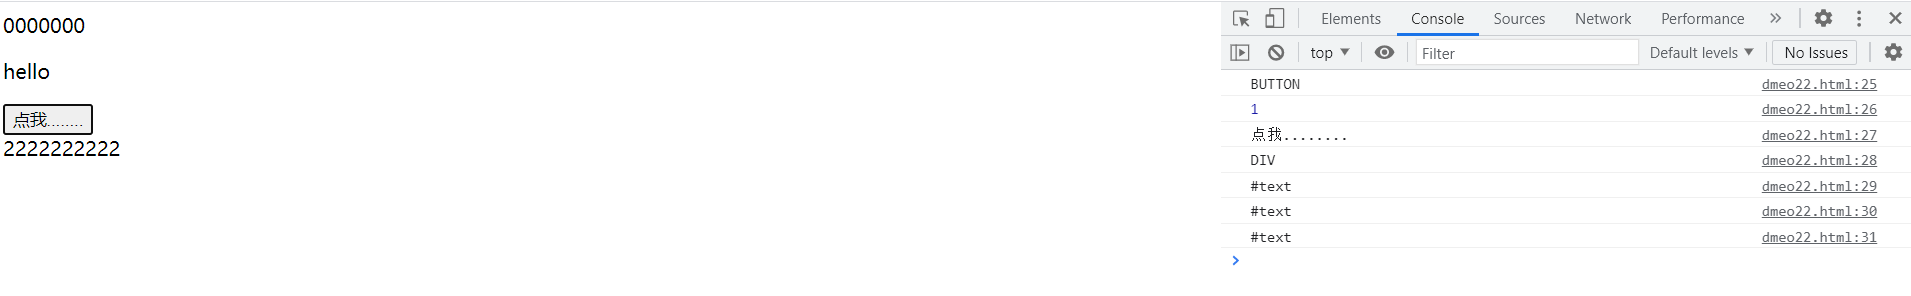 0000000
hello
点我........
2222222222
Elements Console Sources Network Performance
top Filter Default levels No Issues
BUTTON dmeo22.html:25
1 dmeo22.html:26
点我........ dmeo22.html:27
DIV dmeo22.html:28
#text dmeo22.html:29
#text dmeo22.html:30
#text dmeo22.html:31